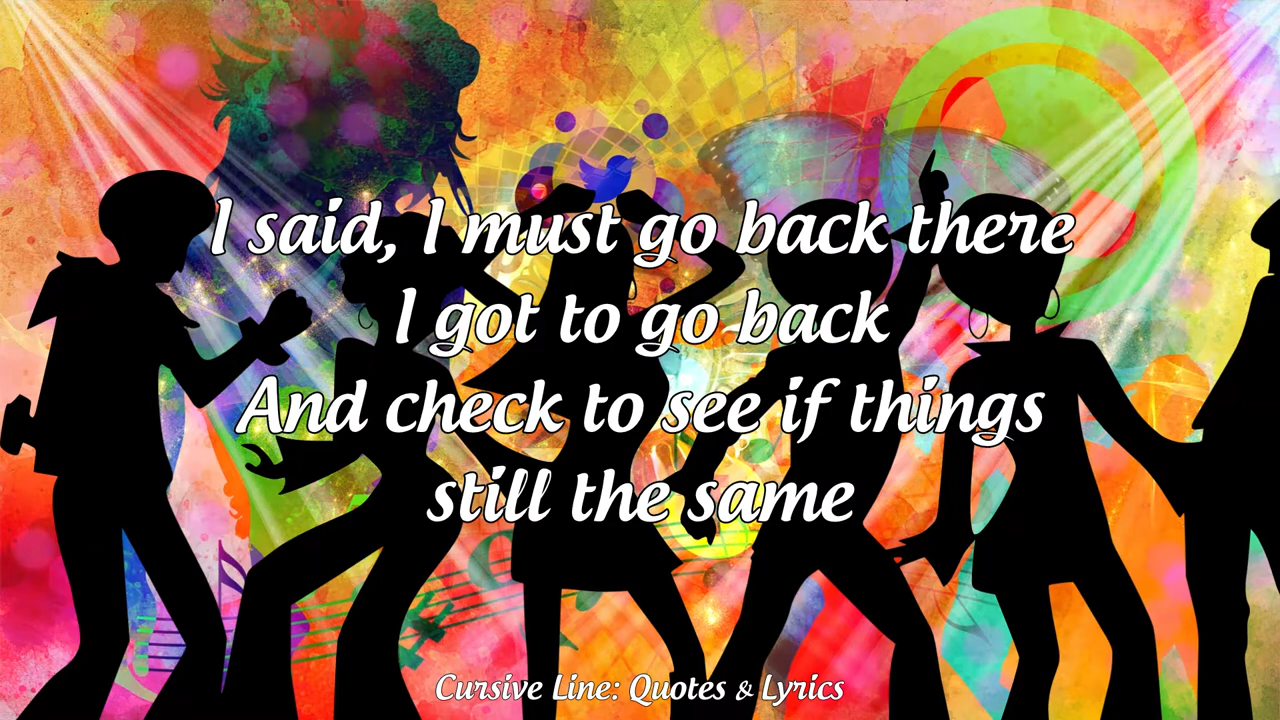 I said, I must go back there
I got to go back
And check to see if things
still the same
Cursive Line: Quotes & Lyrics